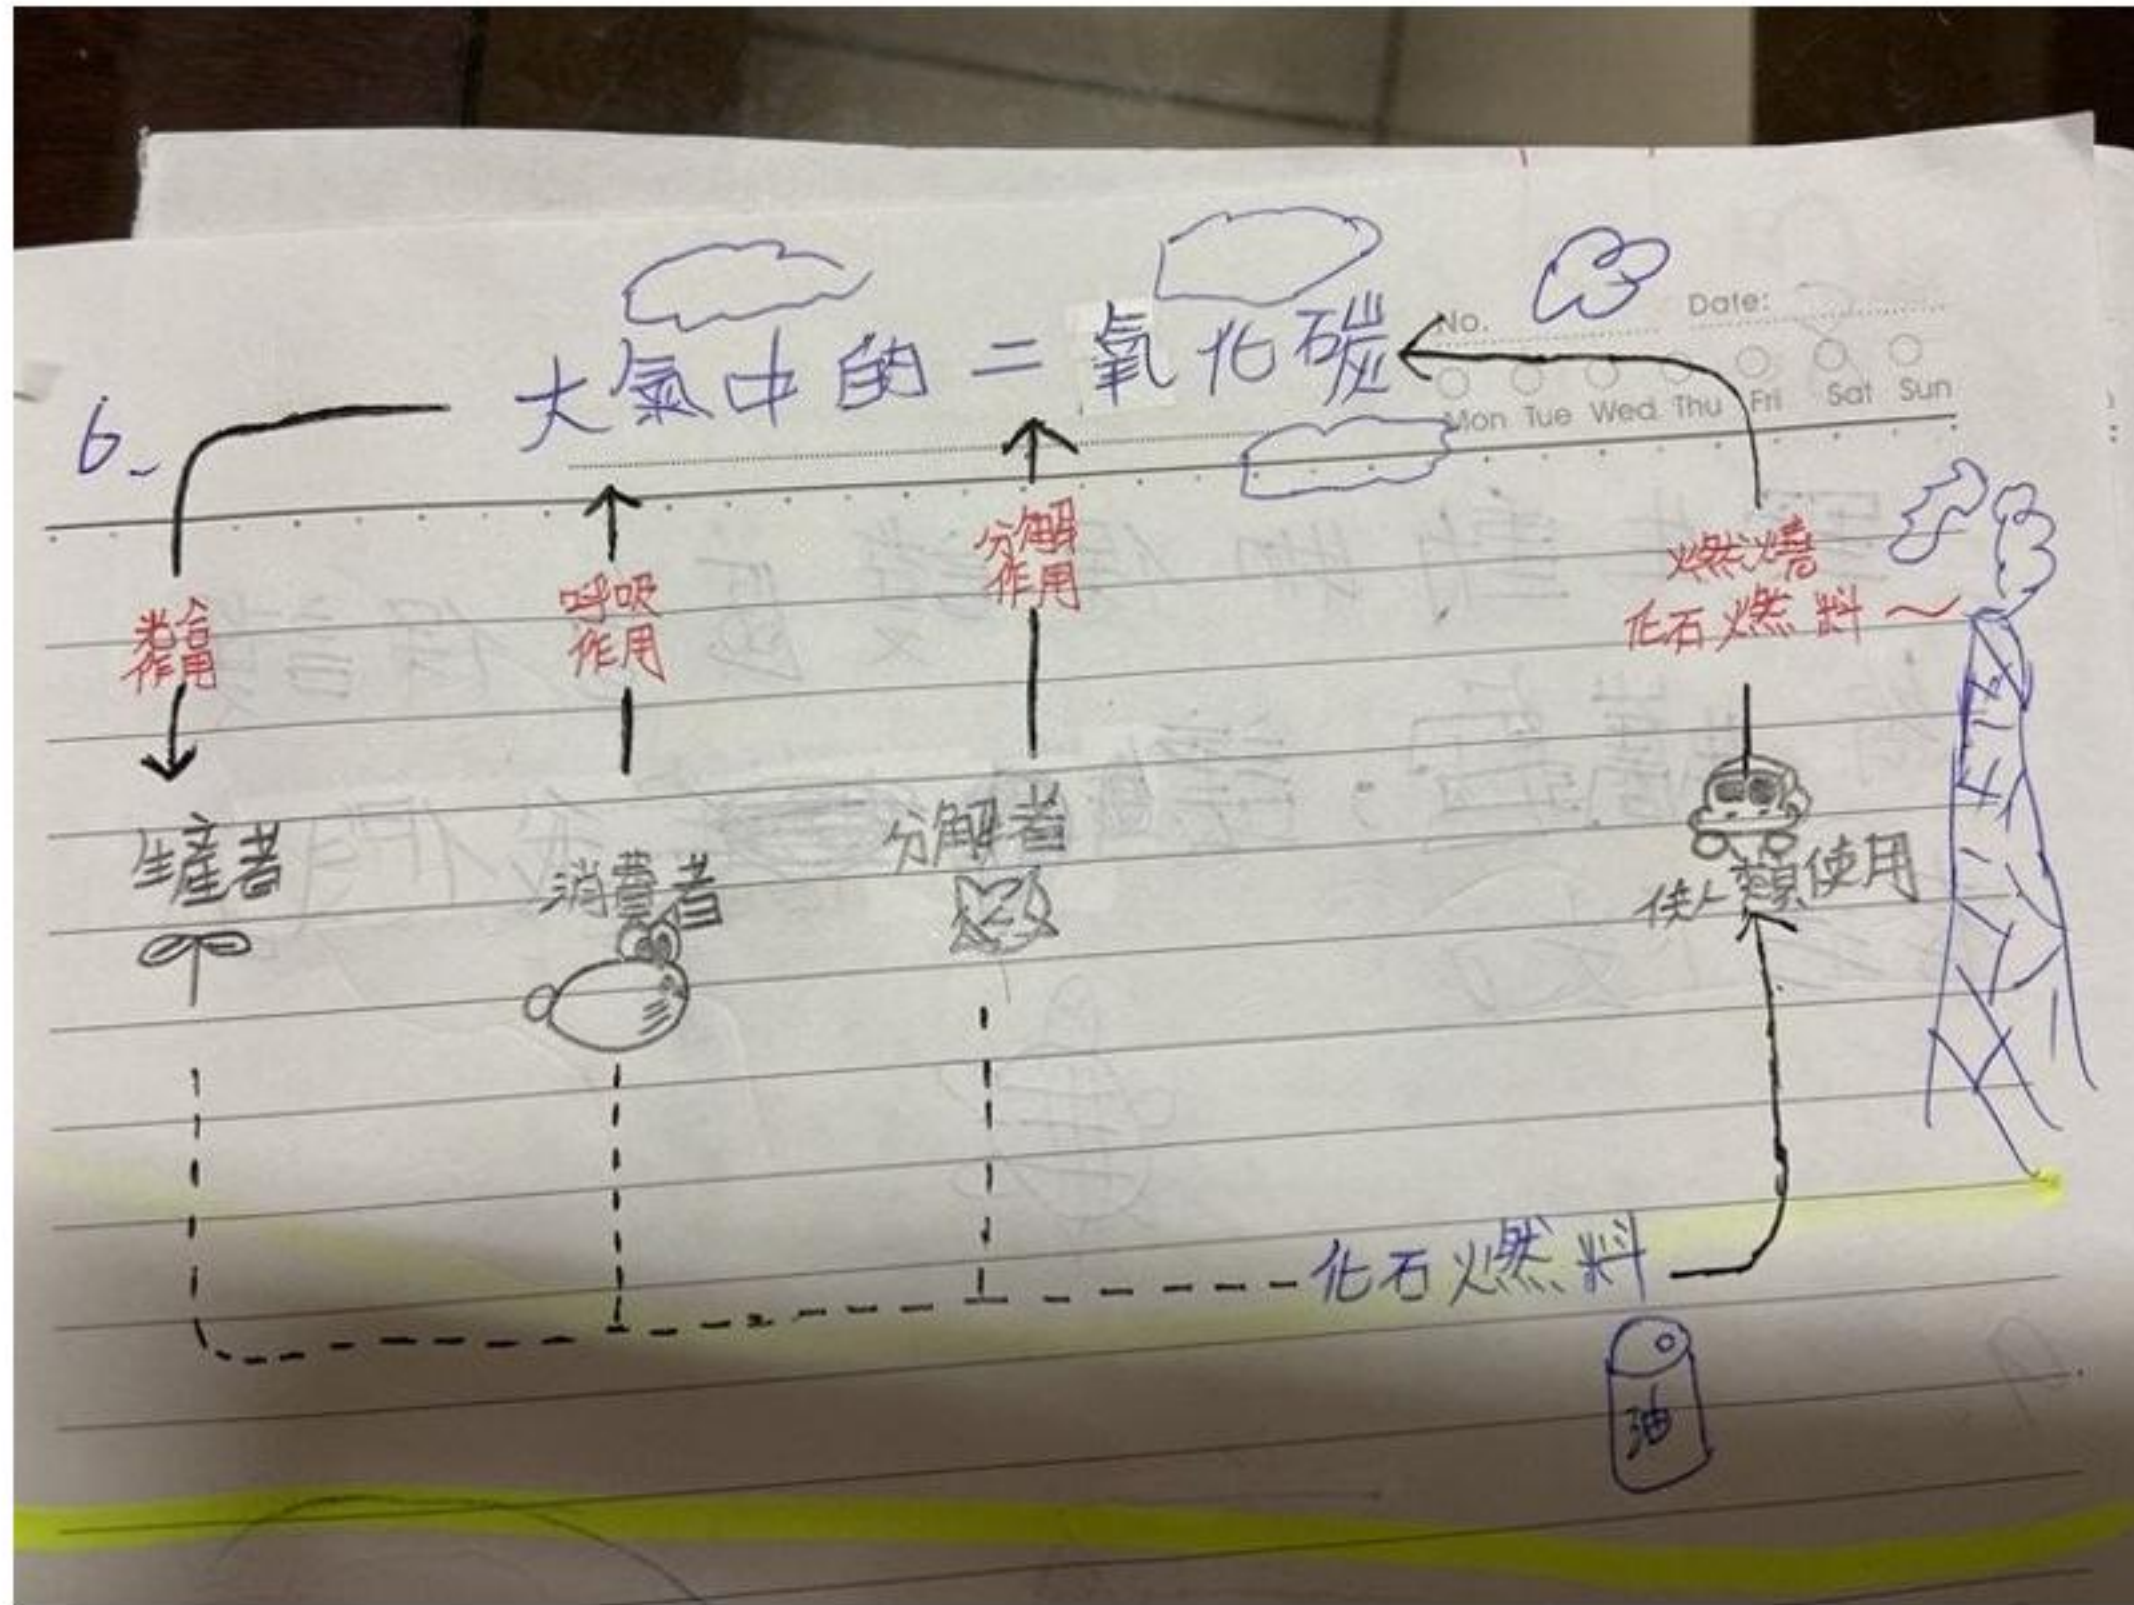 No.
Date:
大氣中的二氧化碳
Mon Tue Wed Thu Fri Sat Sun
6.
光合
作用
呼吸
作用
分解
作用
燃燒
化石燃料~
生產者
消費者
分解者
供人類使用
化石燃料
油